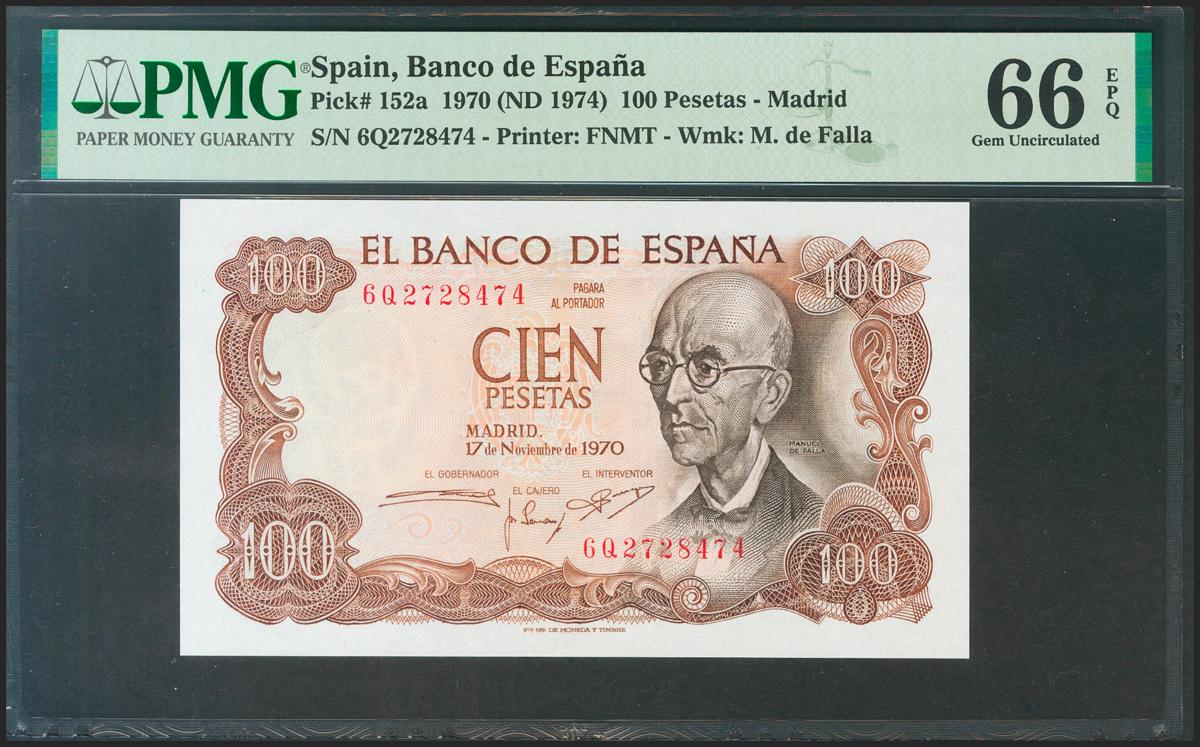 PMG®
PAPER MONEY GUARANTY
Spain, Banco de España
Pick# 152a 1970 (ND 1974) 100 Pesetas - Madrid
S/N 6Q2728474 - Printer: FNMT - Wmk: M. de Falla
66
EPQ
Gem Uncirculated
EL BANCO DE ESPAÑA
100
100
6Q2728474
PAGARA
AL PORTADOR
CIEN
PESETAS
MADRID.
17 de Noviembre de 1970
MANUEL
DE FALLA
EL GOBERNADOR
EL INTERVENTOR
EL CAJERO
6Q2728474
100
100
DE MONEDA Y TIMBRE